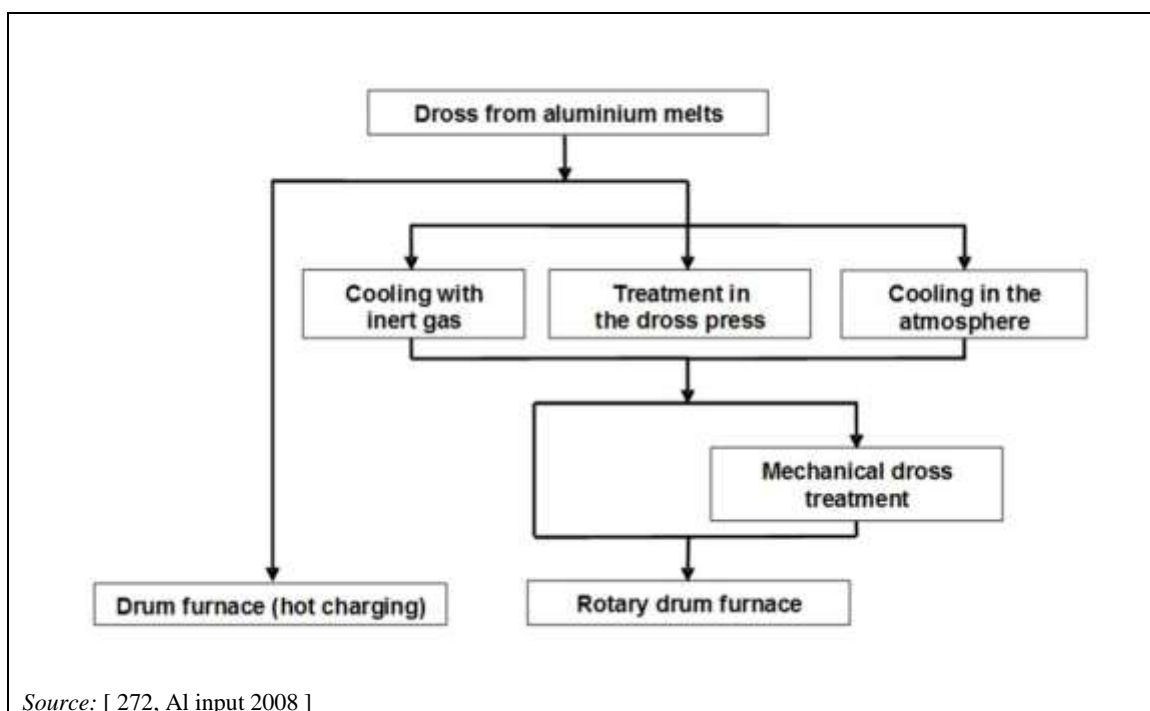 Dross from aluminium melts
Cooling with
inert gas
Treatment in
the dross press
Cooling in the
atmosphere
Mechanical dross
treatment
Drum furnace (hot charging)
Rotary drum furnace
Source: [ 272, Al input 2008 ]